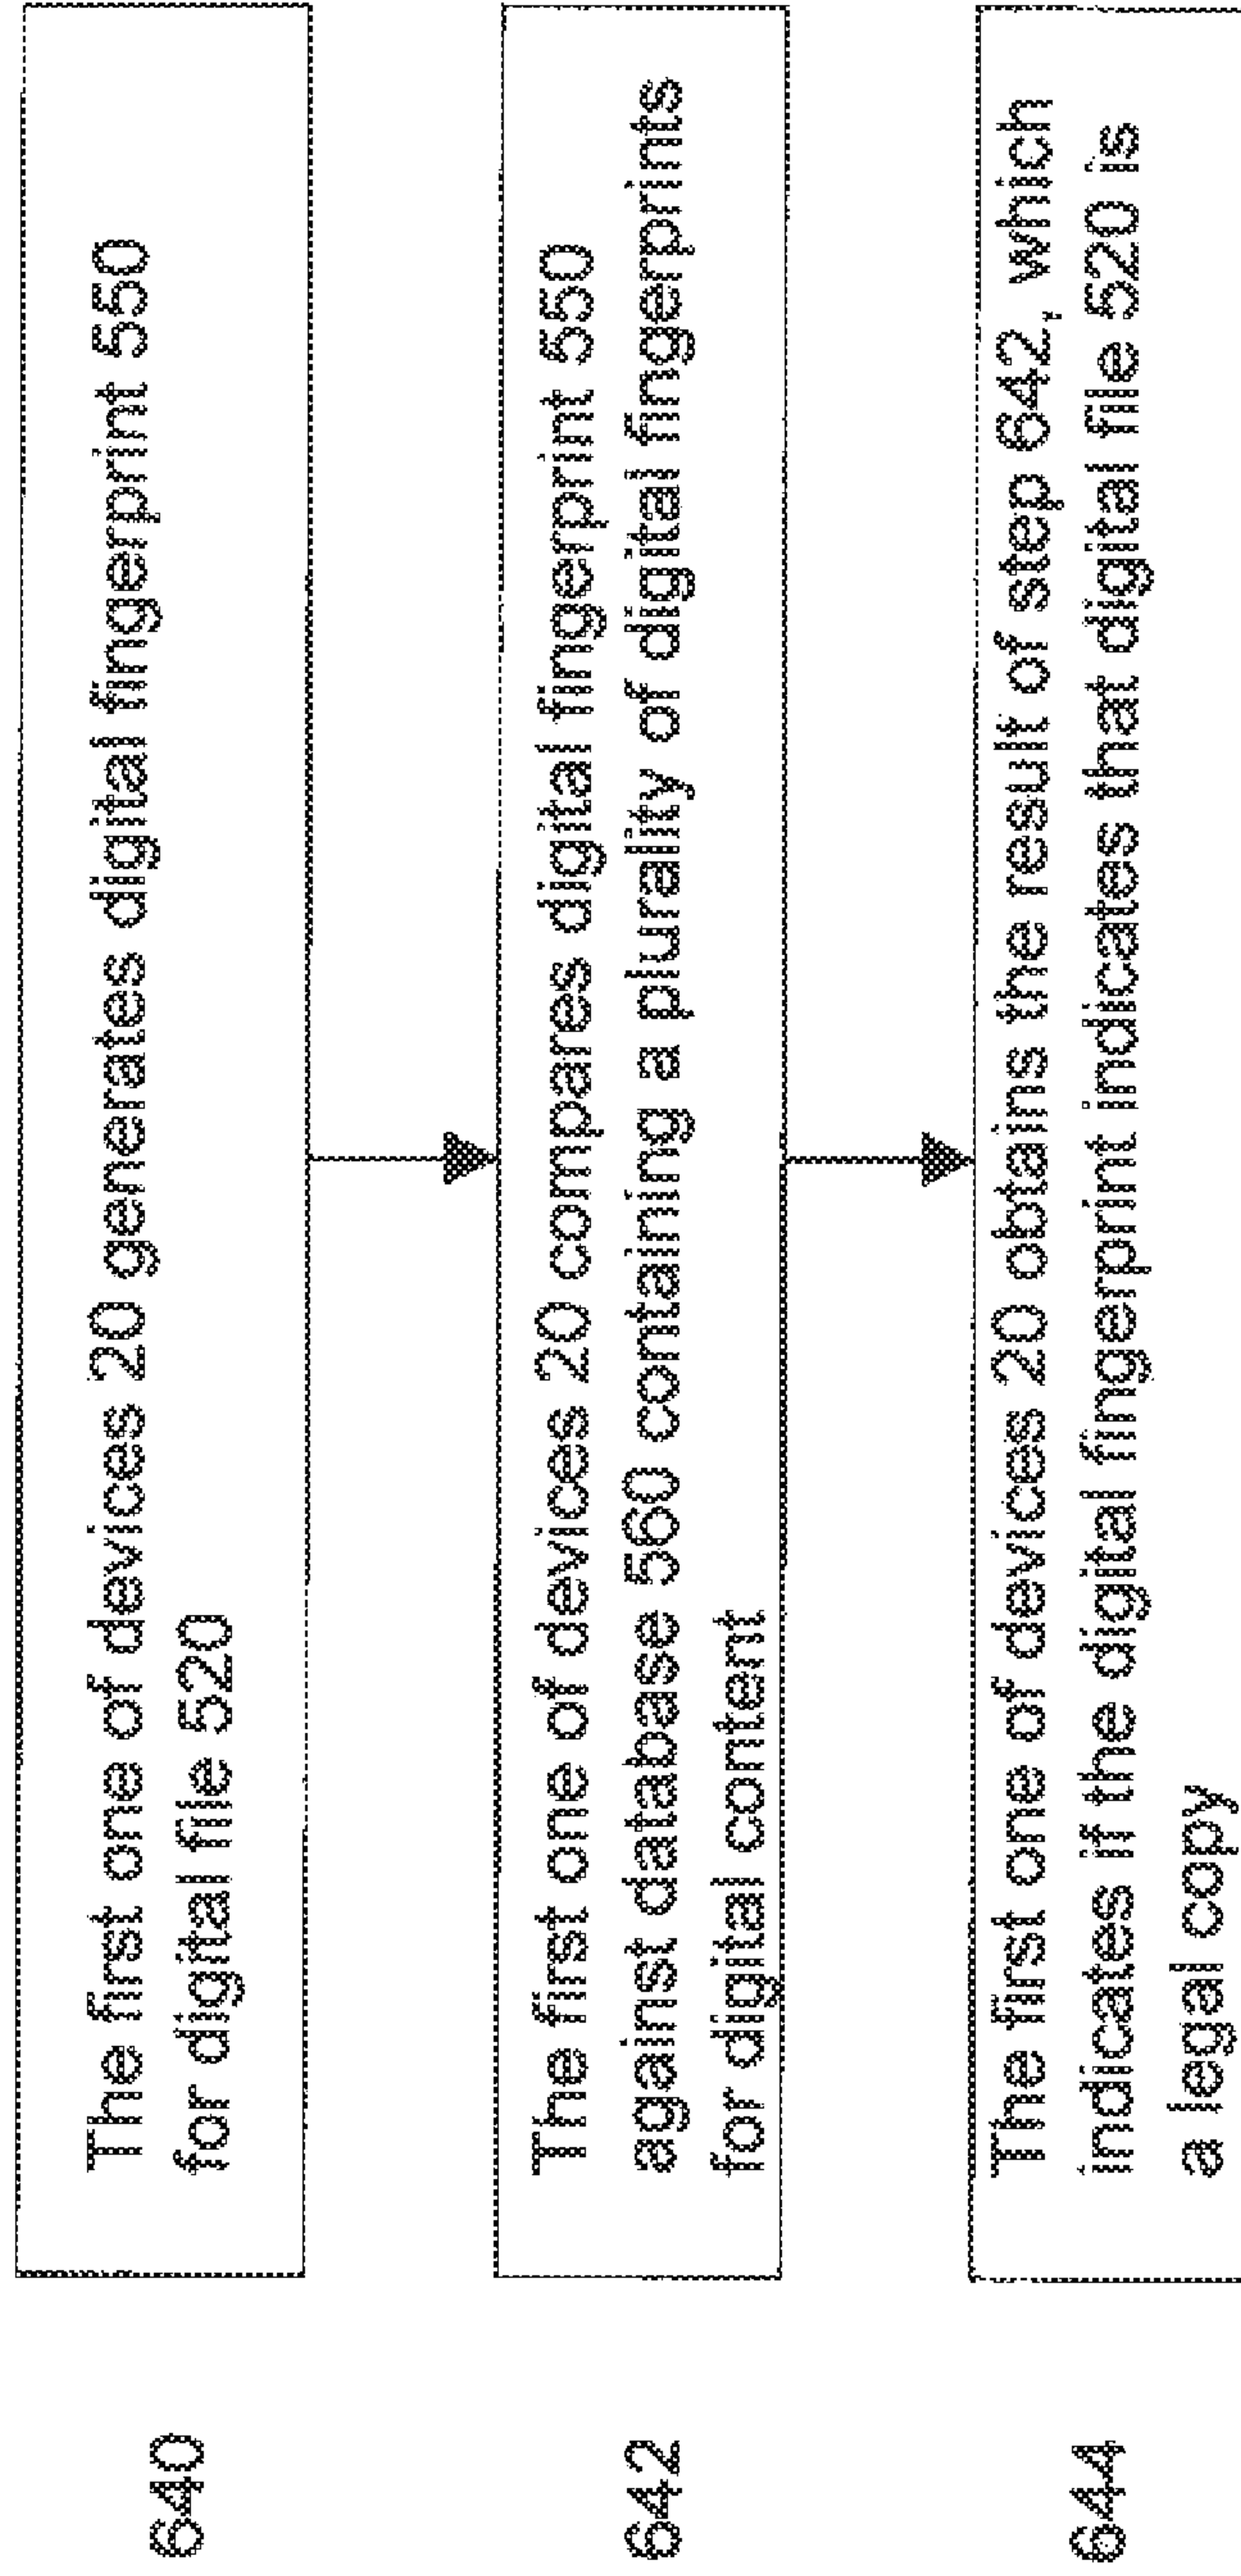 640
The first one of devices 20 generates digital fingerprint 550
for digital file 520
642
The first one of devices 20 compares digital fingerprint 550
against database 560 containing a plurality of digital fingerprints
for digital content
644
The first one of devices 20 obtains the result of step 642, which
indicates if the digital fingerprint indicates that digital file 520 is
a legal copy